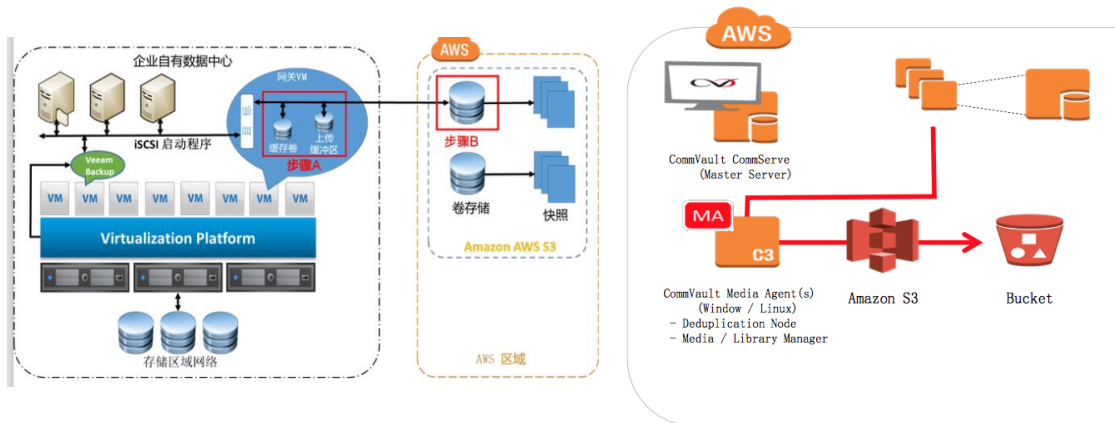 企业自有数据中心
网关VM
iSCSI 启动程序
缓存卷
上传
缓冲区
步骤A
Veeam
Backup
VM
VM
VM
VM
VM
VM
VM
VM
Virtualization Platform
存储区域网络
AWS
步骤B
卷存储
快照
Amazon AWS S3
AWS 区域
AWS
CommVault CommServe
(Master Server)
MA
C3
CommVault Media Agent(s)
(Window / Linux)
- Deduplication Node
- Media / Library Manager
Amazon S3
Bucket